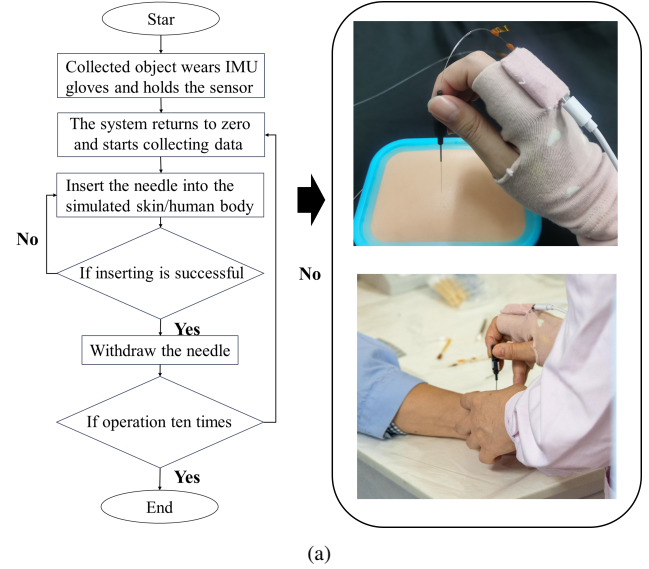 Star
Collected object wears IMU
gloves and holds the sensor
The system returns to zero
and starts collecting data
Insert the needle into the
simulated skin/human body
No
If inserting is successful
No
Yes
Withdraw the needle
If operation ten times
Yes
End
(a)